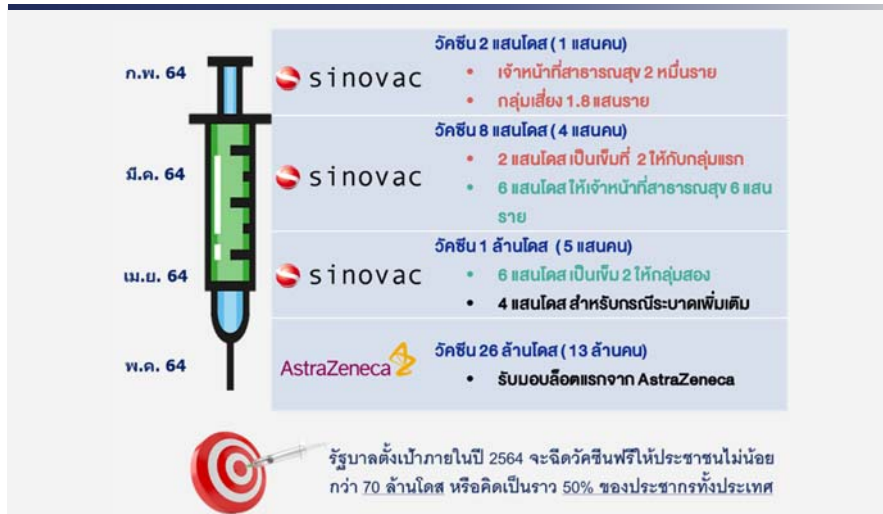 ก.พ. 64
sinovac
วัคซีน 2 แสนโดส ( 1 แสนคน)
• เจ้าหน้าที่สาธารณสุข 2 หมื่นราย
• กลุ่มเสี่ยง 1.8 แสนราย
มี.ค. 64
sinovac
วัคซีน 8 แสนโดส ( 4 แสนคน)
• 2 แสนโดส เป็นเข็มที่ 2 ให้กับกลุ่มแรก
• 6 แสนโดส ให้เจ้าหน้าที่สาธารณสุข 6 แสน
ราย
เม.ย. 64
sinovac
วัคซีน 1 ล้านโดส (5 แสนคน)
• 6 แสนโดส เป็นเข็ม 2 ให้กลุ่มสอง
• 4 แสนโดส สำหรับกรณีระบาดเพิ่มเติม
พ.ค. 64
AstraZeneca
วัคซีน 26 ล้านโดส ( 13 ล้านคน)
• รับมอบล็อตแรกจาก AstraZeneca
รัฐบาลตั้งเป้าภายในปี 2564 จะฉีดวัคซีนฟรีให้ประชาชนไม่น้อย
กว่า 70 ล้านโดส หรือคิดเป็นราว 50% ของประชากรทั้งประเทศ